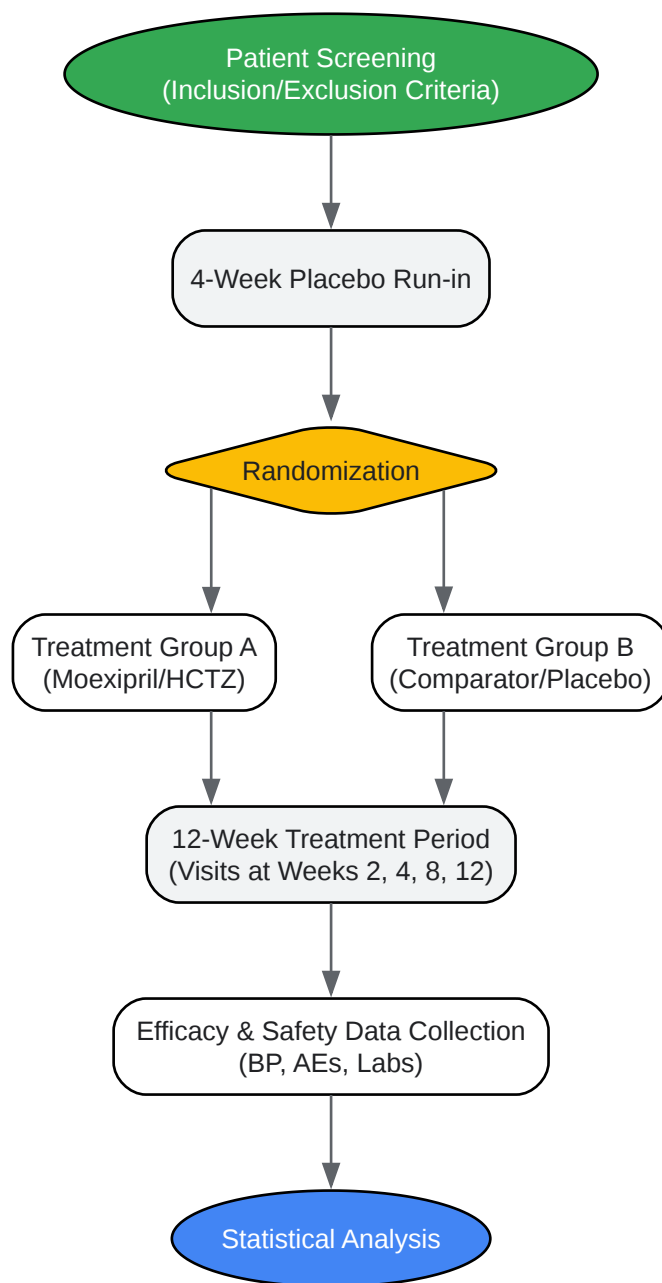 Patient Screening
(Inclusion/Exclusion Criteria)
4-Week Placebo Run-in
Randomization
Treatment Group A
(Moexipril/HCTZ)
Treatment Group B
(Comparator/Placebo)
12-Week Treatment Period
(Visits at Weeks 2, 4, 8, 12)
Efficacy & Safety Data Collection
(BP, AEs, Labs)
Statistical Analysis